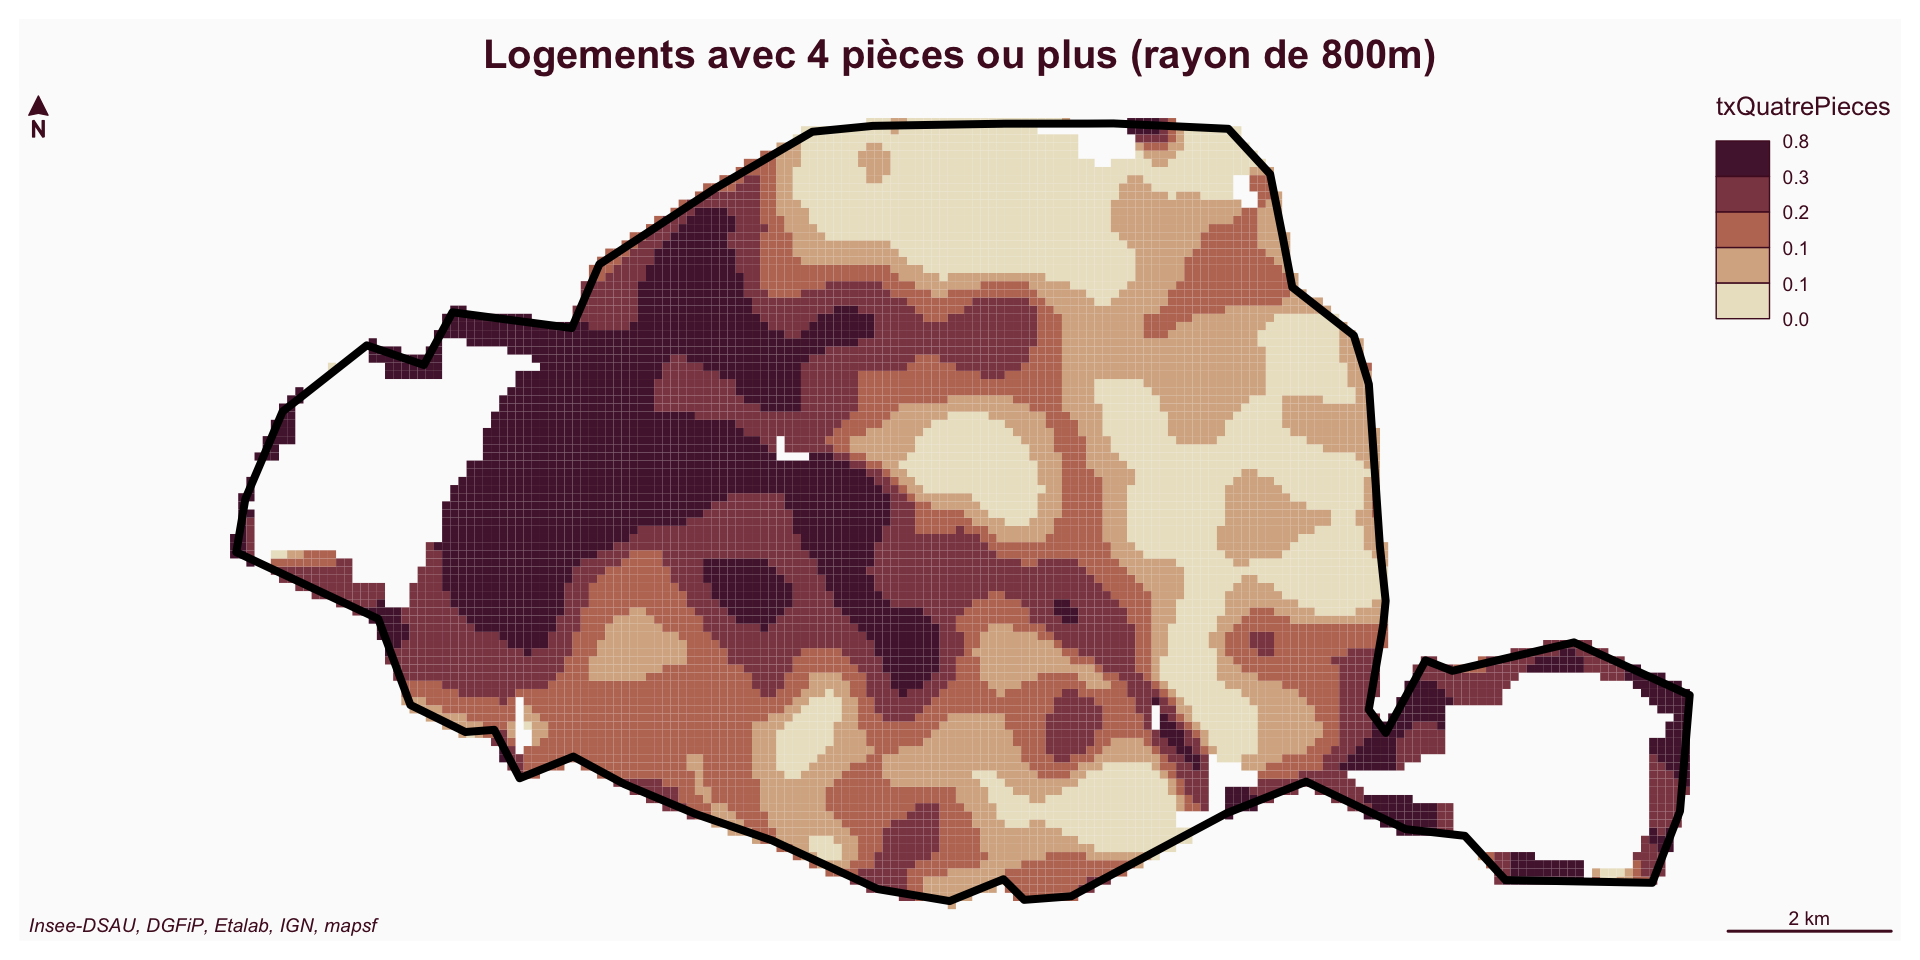 Logements avec 4 pièces ou plus (rayon de 800m)
N
txQuatrePieces
0.8
0.3
0.2
0.1
0.1
0.0
Insee-DSAU, DGFiP, Etalab, IGN, mapsf
2 km